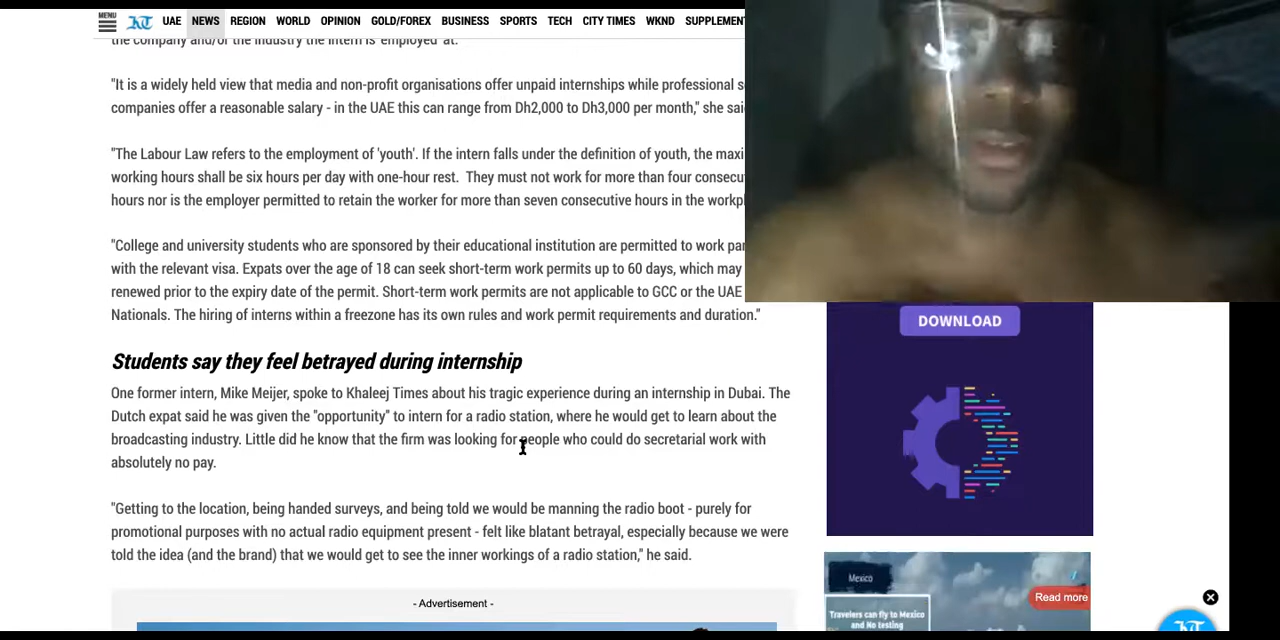 MENU
KT UAE NEWS REGION WORLD OPINION GOLD/FOREX BUSINESS SPORTS TECH CITY TIMES WKND SUPPLEMENT
the company and/or the industry the intern is 'employed' at.
"It is a widely held view that media and non-profit organisations offer unpaid internships while professional s
companies offer a reasonable salary - in the UAE this can range from Dh2,000 to Dh3,000 per month," she sai
"The Labour Law refers to the employment of 'youth'. If the intern falls under the definition of youth, the maxi
working hours shall be six hours per day with one-hour rest. They must not work for more than four consecut
hours nor is the employer permitted to retain the worker for more than seven consecutive hours in the workpl
"College and university students who are sponsored by their educational institution are permitted to work par
with the relevant visa. Expats over the age of 18 can seek short-term work permits up to 60 days, which may
renewed prior to the expiry date of the permit. Short-term work permits are not applicable to GCC or the UAE
Nationals. The hiring of interns within a freezone has its own rules and work permit requirements and duration."
DOWNLOAD
Students say they feel betrayed during internship
One former intern, Mike Meijer, spoke to Khaleej Times about his tragic experience during an internship in Dubai. The
Dutch expat said he was given the "opportunity" to intern for a radio station, where he would get to learn about the
broadcasting industry. Little did he know that the firm was looking for people who could do secretarial work with
absolutely no pay.
"Getting to the location, being handed surveys, and being told we would be manning the radio boot - purely for
promotional purposes with no actual radio equipment present - felt like blatant betrayal, especially because we were
told the idea (and the brand) that we would get to see the inner workings of a radio station," he said.
- Advertisement -
Mexico
Read more
Travelers can fly to Mexico
and No testing
KT